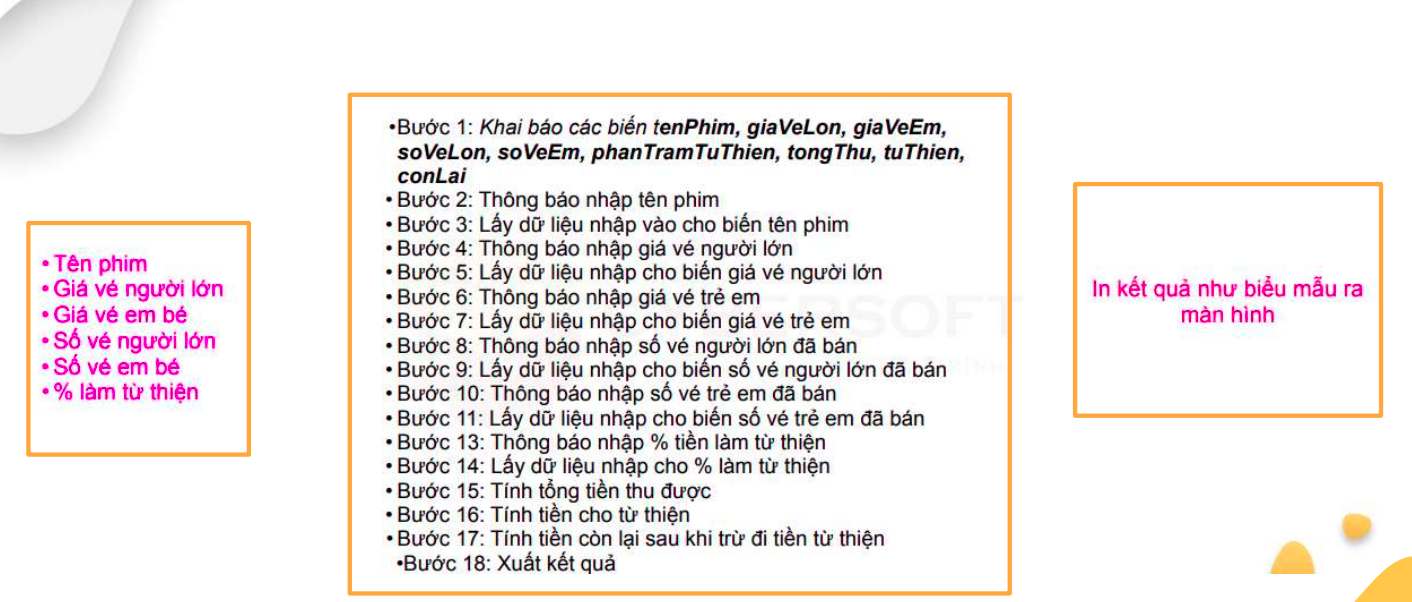 • Tên phim
• Giá vé người lớn
• Giá vé em bé
• Số vé người lớn
• Số vé em bé
• % làm từ thiện
•Bước 1: Khai báo các biến tenPhim, giaVeLon, giaVeEm,
soVeLon, soVeEm, phanTramTuThien, tongThu, tuThien,
conLai
• Bước 2: Thông báo nhập tên phim
• Bước 3: Lấy dữ liệu nhập vào cho biến tên phim
• Bước 4: Thông báo nhập giá vé người lớn
• Bước 5: Lấy dữ liệu nhập cho biến giá vé người lớn
• Bước 6: Thông báo nhập giá vé trẻ em
• Bước 7: Lấy dữ liệu nhập cho biến giá vé trẻ em
• Bước 8: Thông báo nhập số vé người lớn đã bán
• Bước 9: Lấy dữ liệu nhập cho biến số vé người lớn đã bán
• Bước 10: Thông báo nhập số vé trẻ em đã bán
• Bước 11: Lấy dữ liệu nhập cho biến số vé trẻ em đã bán
• Bước 13: Thông báo nhập % tiền làm từ thiện
• Bước 14: Lấy dữ liệu nhập cho % làm từ thiện
• Bước 15: Tính tổng tiền thu được
• Bước 16: Tính tiền cho từ thiện
• Bước 17: Tính tiền còn lại sau khi trừ đi tiền từ thiện
•Bước 18: Xuất kết quả
In kết quả như biểu mẫu ra
màn hình